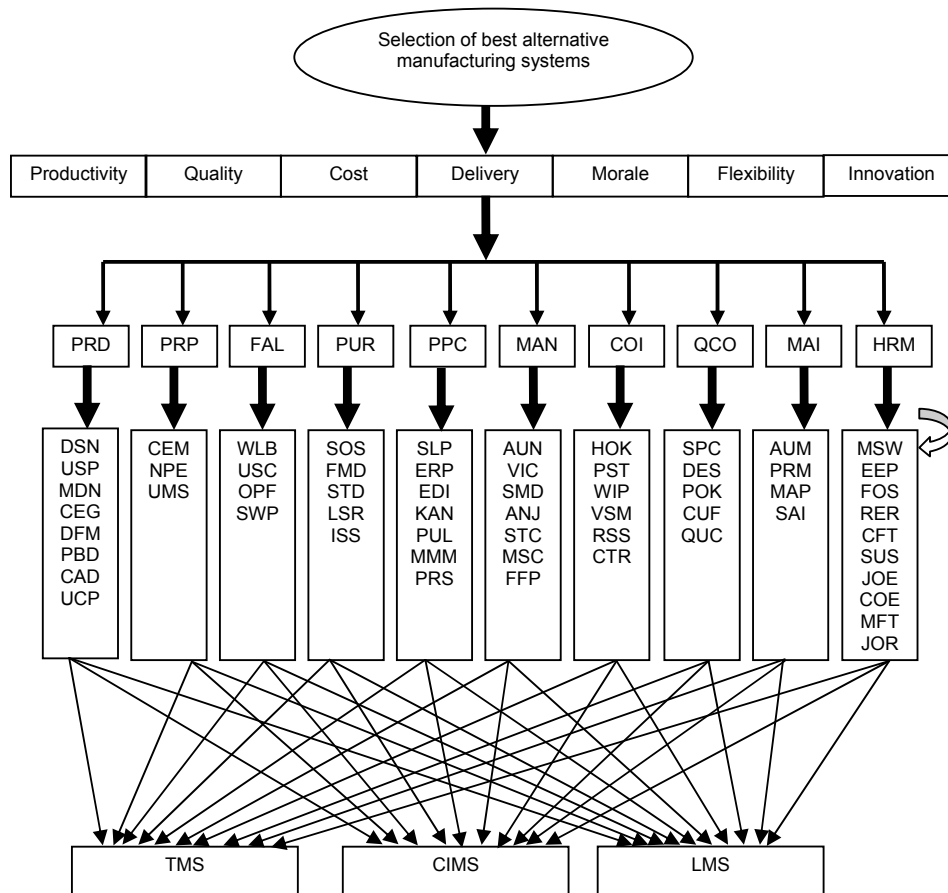 Selection of best alternative
manufacturing systems
Productivity Quality Cost Delivery Morale Flexibility Innovation
PRD PRP FAL PUR PPC MAN COI QCO MAI HRM
DSN
USP
MDN
CEG
DFM
PBD
CAD
UCP
CEM
NPE
UMS
WLB
USC
OPF
SWP
SOS
FMD
STD
LSR
ISS
SLP
ERP
EDI
KAN
PUL
MMM
PRS
AUN
VIC
SMD
ANJ
STC
MSC
FFP
HOK
PST
WIP
VSM
RSS
CTR
SPC
DES
POK
CUF
QUC
AUM
PRM
MAP
SAI
MSW
EEP
FOS
RER
CFT
SUS
JOE
COE
MFT
JOR
TMS CIMS LMS